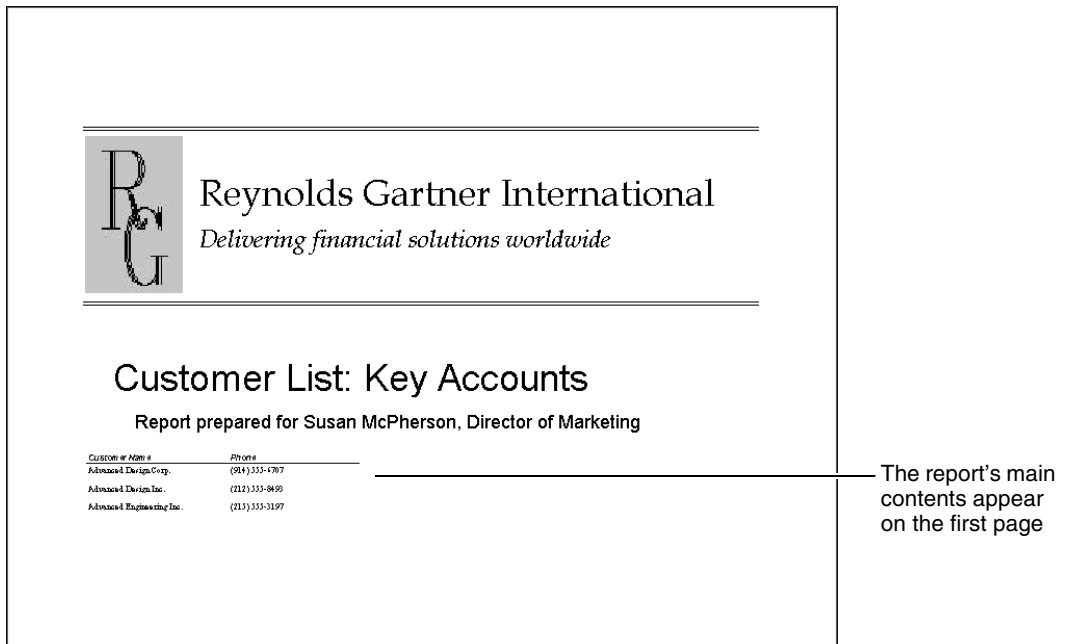 RG
Reynolds Gartner International
Delivering financial solutions worldwide
Customer List: Key Accounts
Report prepared for Susan McPherson, Director of Marketing
Customer Name Phone
Advanced Design Corp. (914) 555-6707
Advanced Design Inc. (212) 555-8493
Advanced Engineering Inc. (215) 555-3197
The report’s main
contents appear
on the first page